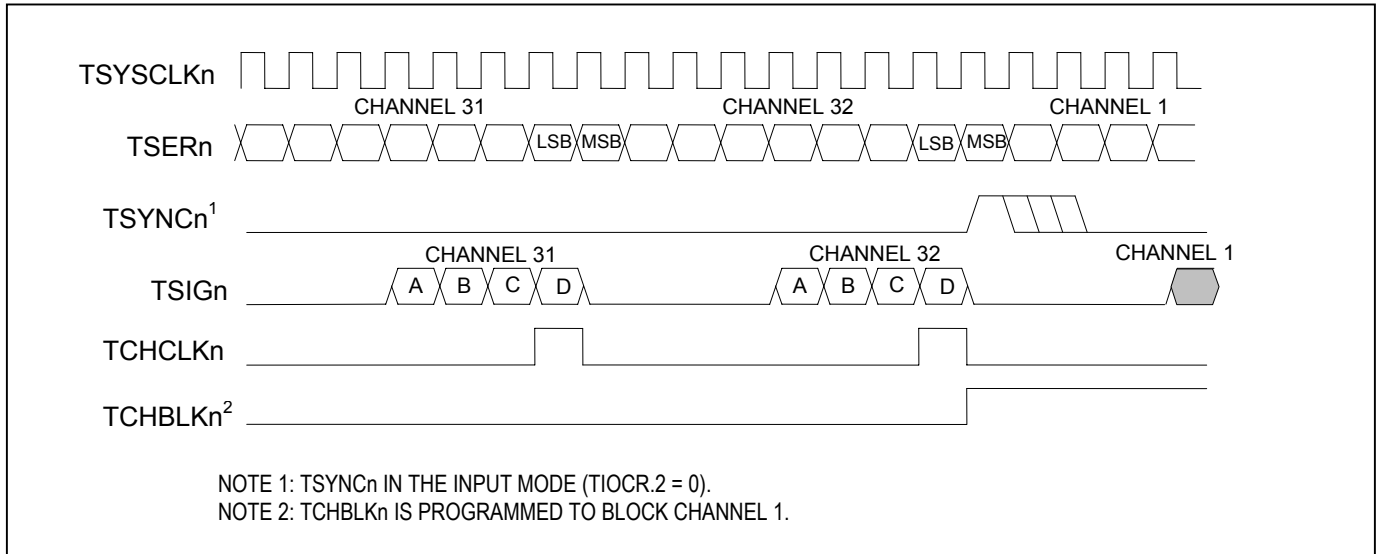 TSYSCLKn
CHANNEL 31 CHANNEL 32 CHANNEL 1
TSERn LSB MSB LSB MSB
TSYNCn¹
CHANNEL 31 CHANNEL 32 CHANNEL 1
TSIGn A B C D A B C D
TCHCLKn
TCHBLKn²
NOTE 1: TSYNCn IN THE INPUT MODE (TIOCR.2 = 0).
NOTE 2: TCHBLKn IS PROGRAMMED TO BLOCK CHANNEL 1.